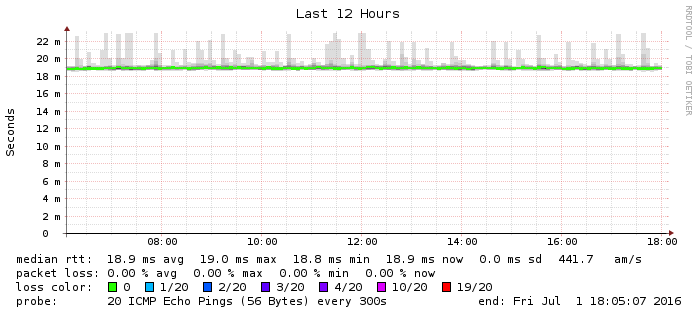 Last 12 Hours
RRDTOOL / TOBI OETIKER
Seconds
22 m
20 m
18 m
16 m
14 m
12 m
10 m
8 m
6 m
4 m
2 m
0
08:00 10:00 12:00 14:00 16:00 18:00
median rtt: 18.9 ms avg 19.0 ms max 18.8 ms min 18.9 ms now 0.0 ms sd 441.7 am/s
packet loss: 0.00 % avg 0.00 % max 0.00 % min 0.00 % now
loss color: 0 1/20 2/20 3/20 4/20 10/20 19/20
probe: 20 ICMP Echo Pings (56 Bytes) every 300s end: Fri Jul 1 18:05:07 2016